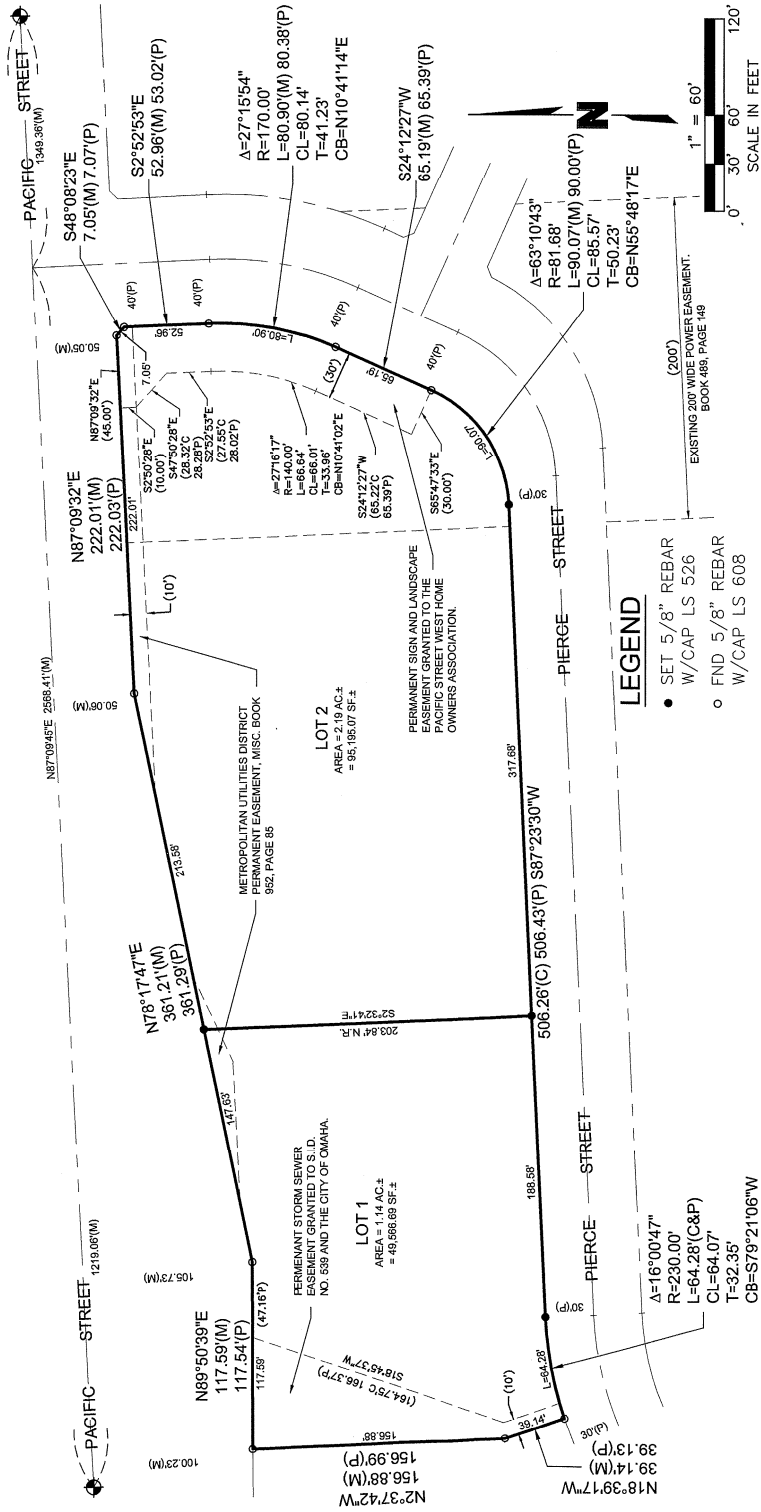 PACIFIC STREET
1219.06'(M)
N87°09'45"E 2568.41'(M)
PACIFIC STREET
1349.36'(M)
100.23'(M)
105.73'(M)
50.06'(M)
50.05'(M)
N89°50'39"E
117.59'(M)
117.54'(P)
117.59'
(47.16'P)
N78°17'47"E
361.21'(M)
361.29'(P)
147.63'
213.58'
N87°09'32"E
222.01'(M)
222.03'(P)
222.01'
(10')
N87°09'32"E
(45.00')
7.05'
S48°08'23"E
7.05'(M) 7.07'(P)
S2°52'53"E
52.96'(M) 53.02'(P)
40'(P)
52.96'
40'(P)
Δ=27°15'54"
R=170.00'
L=80.90'(M) 80.38'(P)
CL=80.14'
T=41.23'
CB=N10°41'14"E
L=80.90'
40'(P)
S24°12'27"W
65.19'(M) 65.39'(P)
65.19'
(30')
40'(P)
Δ=63°10'43"
R=81.68'
L=90.07'(M) 90.00'(P)
CL=85.57'
T=50.23'
CB=N55°48'17"E
L=90.07'
30'(P)
S2°50'28"E
(10.00')
S47°50'28"E
(28.32'C
28.28'P)
S2°52'53"E
(27.55'C
28.02'P)
Δ=27°16'17"
R=140.00'
L=66.64'
CL=66.01'
T=33.96'
CB=N10°41'02"E
S24°12'27"W
(65.22'C
65.39'P)
S65°47'33"E
(30.00')
METROPOLITAN UTILITIES DISTRICT
PERMANENT EASEMENT, MISC. BOOK
952, PAGE 85
LOT 2
AREA = 2.19 AC.±
= 95,195.07 SF.±
PERMANENT SIGN AND LANDSCAPE
EASEMENT GRANTED TO THE
PACIFIC STREET WEST HOME
OWNERS ASSOCIATION.
PERMENANT STORM SEWER
EASEMENT GRANTED TO S.I.D.
NO. 539 AND THE CITY OF OMAHA.
LOT 1
AREA = 1.14 AC.±
= 49,566.69 SF.±
S18°45'37"W
(164.75'C 166.37'P)
(10')
156.88'
N2°37'42"W
156.88'(M)
156.99'(P)
39.14'
N18°39'17"W
39.14'(M)
39.13'(P)
30'(P)
L=64.28'
30'(P)
Δ=16°00'47"
R=230.00'
L=64.28'(C&P)
CL=64.07'
T=32.35'
CB=S79°21'06"W
188.58'
S2°32'41"E
203.84' N.R.
317.68'
506.26'(C) 506.43'(P) S87°23'30"W
PIERCE STREET
PIERCE STREET
(200')
EXISTING 200' WIDE POWER EASEMENT.
BOOK 489, PAGE 149
LEGEND
● SET 5/8" REBAR
W/CAP LS 526
○ FND 5/8" REBAR
W/CAP LS 608
N
1" = 60'
0' 30' 60' 120'
SCALE IN FEET